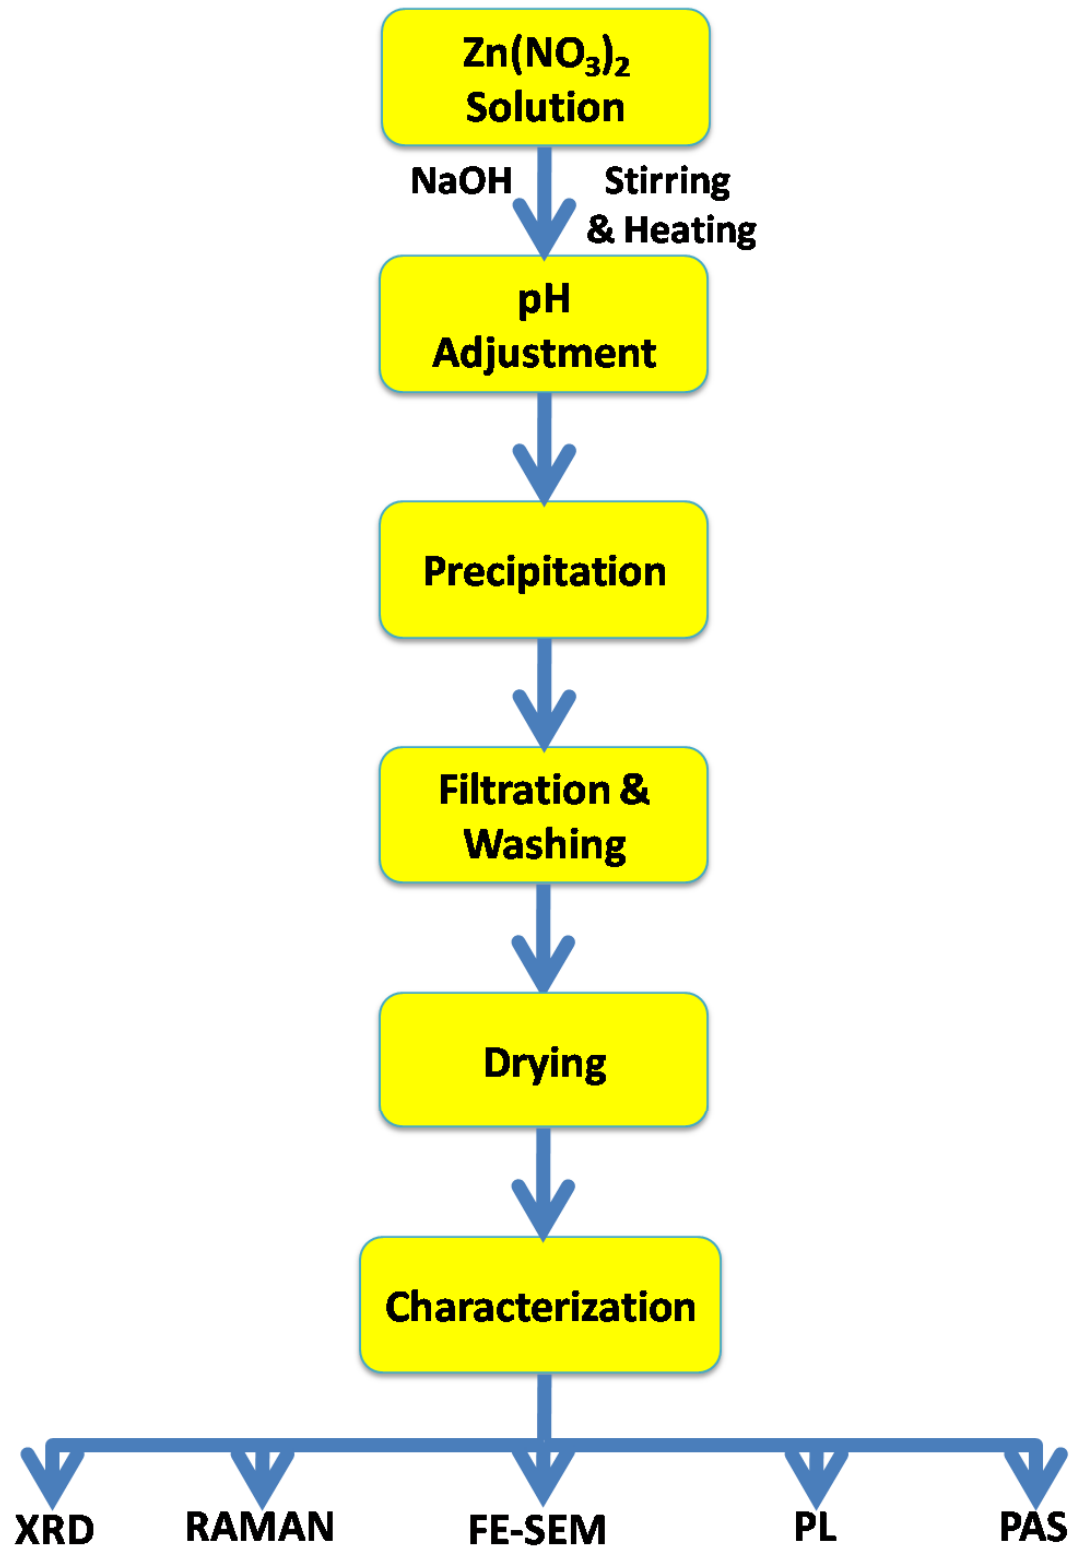 Zn(NO₃)₂
Solution
NaOH
Stirring
& Heating
pH
Adjustment
Precipitation
Filtration &
Washing
Drying
Characterization
XRD RAMAN FE-SEM PL PAS